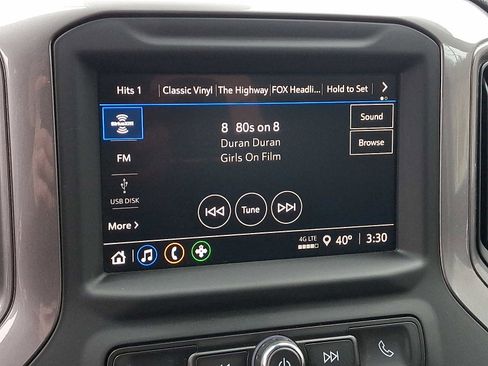 Hits 1 Classic Vinyl The Highway FOX Headli... Hold to Set
SiriusXM
8 80s on 8
Sound
Duran Duran
Browse
Girls On Film
FM
USB DISK
Tune
More
4G LTE 40° 3:30